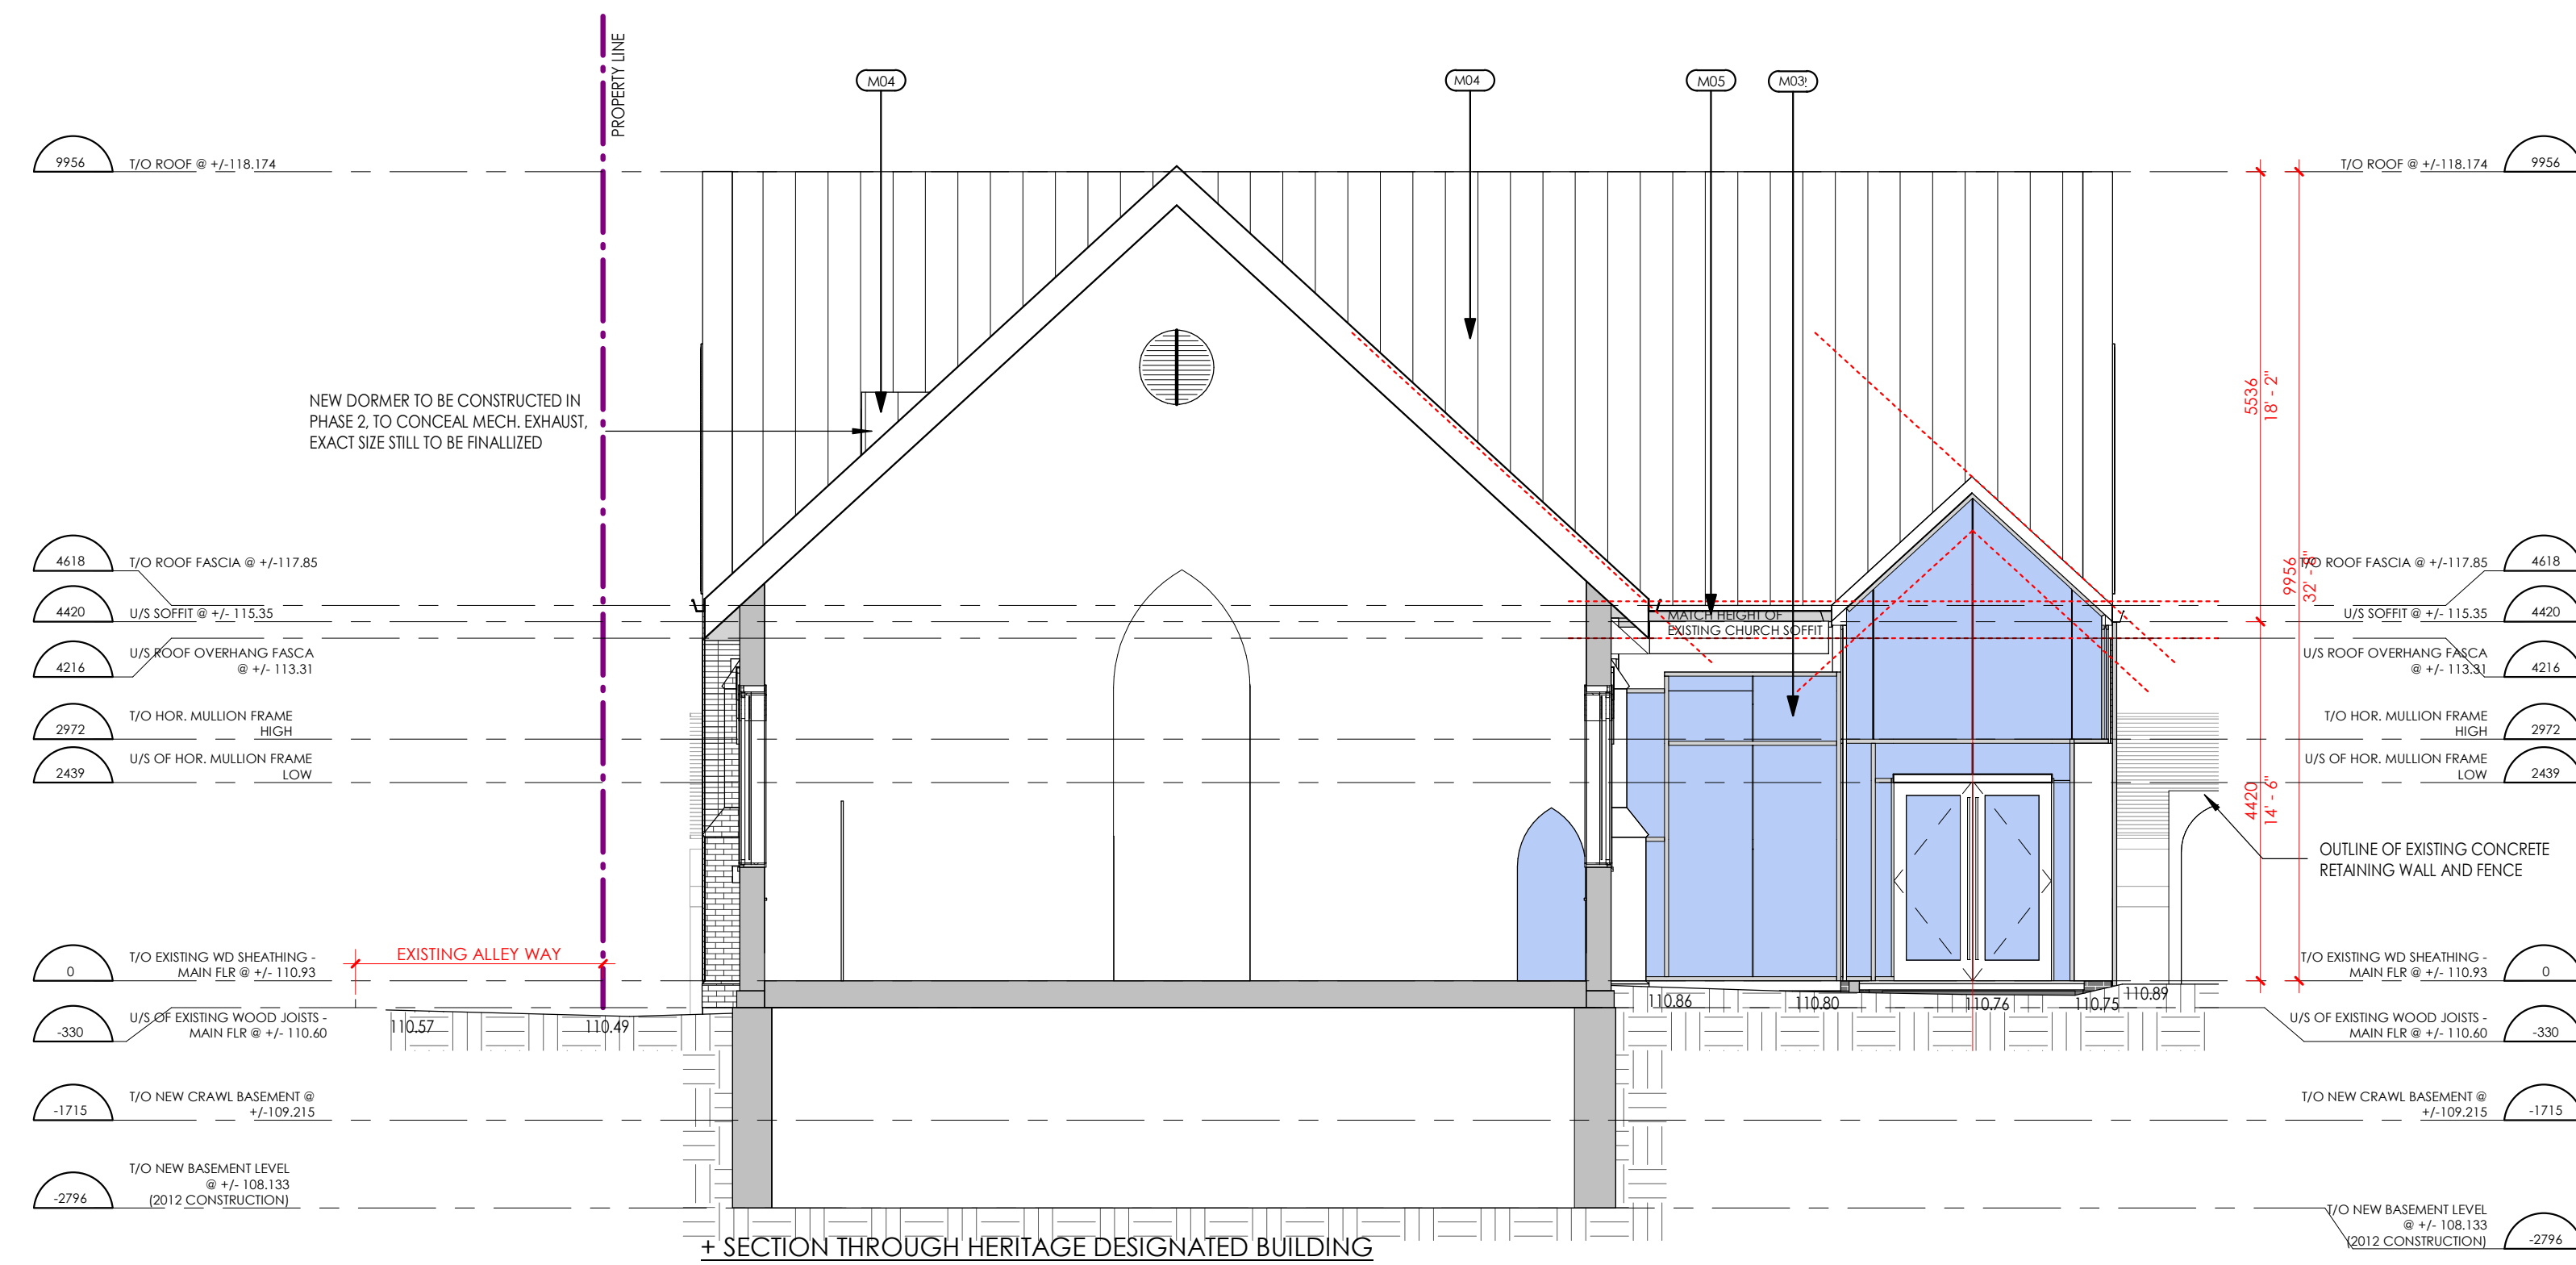 PROPERTY LINE
M04
M04
M05
M03
9956
T/O ROOF @ +/-118.174
T/O ROOF @ +/-118.174
9956
NEW DORMER TO BE CONSTRUCTED IN
PHASE 2, TO CONCEAL MECH. EXHAUST,
EXACT SIZE STILL TO BE FINALLIZED
5536
18' - 2"
9956
4618
T/O ROOF FASCIA @ +/-117.85
T/O ROOF FASCIA @ +/-117.85
4618
4420
U/S SOFFIT @ +/- 115.35
MATCH HEIGHT OF
EXISTING CHURCH SOFFIT
U/S SOFFIT @ +/- 115.35
4420
4216
U/S ROOF OVERHANG FASCA
@ +/- 113.31
U/S ROOF OVERHANG FASCA
@ +/- 113.31
4216
2972
T/O HOR. MULLION FRAME
HIGH
T/O HOR. MULLION FRAME
HIGH
2972
2439
U/S OF HOR. MULLION FRAME
LOW
U/S OF HOR. MULLION FRAME
LOW
2439
4420
14' - 6"
OUTLINE OF EXISTING CONCRETE
RETAINING WALL AND FENCE
EXISTING ALLEY WAY
0
T/O EXISTING WD SHEATHING -
MAIN FLR @ +/- 110.93
T/O EXISTING WD SHEATHING -
MAIN FLR @ +/- 110.93
0
110.57
110.49
110.86
110.80
110.76
110.75
110.89
-330
U/S OF EXISTING WOOD JOISTS -
MAIN FLR @ +/- 110.60
U/S OF EXISTING WOOD JOISTS -
MAIN FLR @ +/- 110.60
-330
-1715
T/O NEW CRAWL BASEMENT @
+/-109.215
T/O NEW CRAWL BASEMENT @
+/-109.215
-1715
-2796
T/O NEW BASEMENT LEVEL
@ +/- 108.133
(2012 CONSTRUCTION)
T/O NEW BASEMENT LEVEL
@ +/- 108.133
(2012 CONSTRUCTION)
-2796
+ SECTION THROUGH HERITAGE DESIGNATED BUILDING